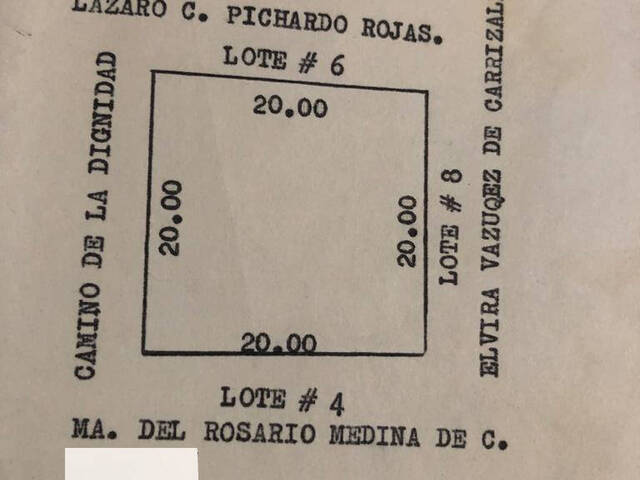 LAZARO C. PICHARDO ROJAS.
LOTE # 6
20.00
CAMINO DE LA DIGNIDAD
20.00
20.00
LOTE # 8
ELVIRA VAZUQEZ DE CARRIZAL
20.00
LOTE # 4
MA. DEL ROSARIO MEDINA DE C.